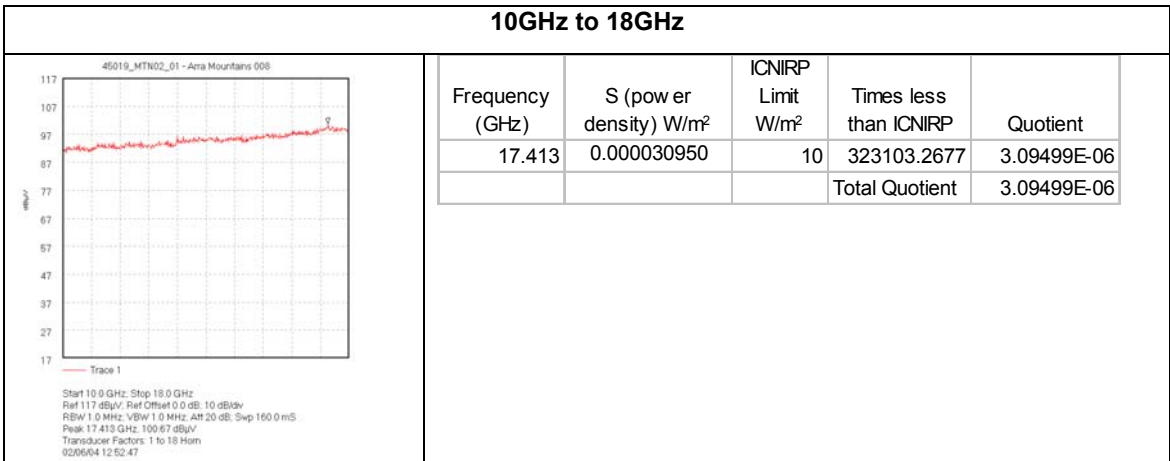 10GHz to 18GHz
45019_MTN02_01 - Arra Mountains 008
117
107
97
87
77
67
57
47
37
27
17
dBµV
Trace 1
Start 10.0 GHz; Stop 18.0 GHz
Ref 117 dBµV; Ref Offset 0.0 dB; 10 dB/div
RBW 1.0 MHz; VBW 1.0 MHz; Att 20 dB; Swp 160.0 mS
Peak 17.413 GHz, 100.67 dBµV
Transducer Factors: 1 to 18 Horn
02/06/04 12:52:47
Frequency (GHz) S (pow er density) W/m² ICNIRP Limit W/m² Times less than ICNIRP Quotient
17.413 0.000030950 10 323103.2677 3.09499E-06
Total Quotient 3.09499E-06